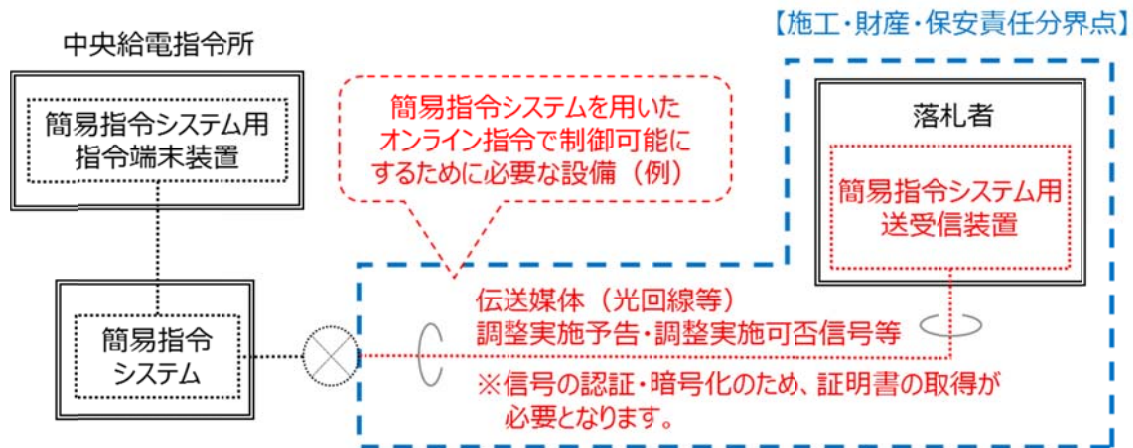 【施工・財産・保安責任分界点】
中央給電指令所
簡易指令システム用
指令端末装置
簡易指令システムを用いた
オンライン指令で制御可能に
するために必要な設備（例）
落札者
簡易指令システム用
送受信装置
簡易指令
システム
伝送媒体（光回線等）
調整実施予告・調整実施可否信号等
※信号の認証・暗号化のため、証明書の取得が
必要となります。